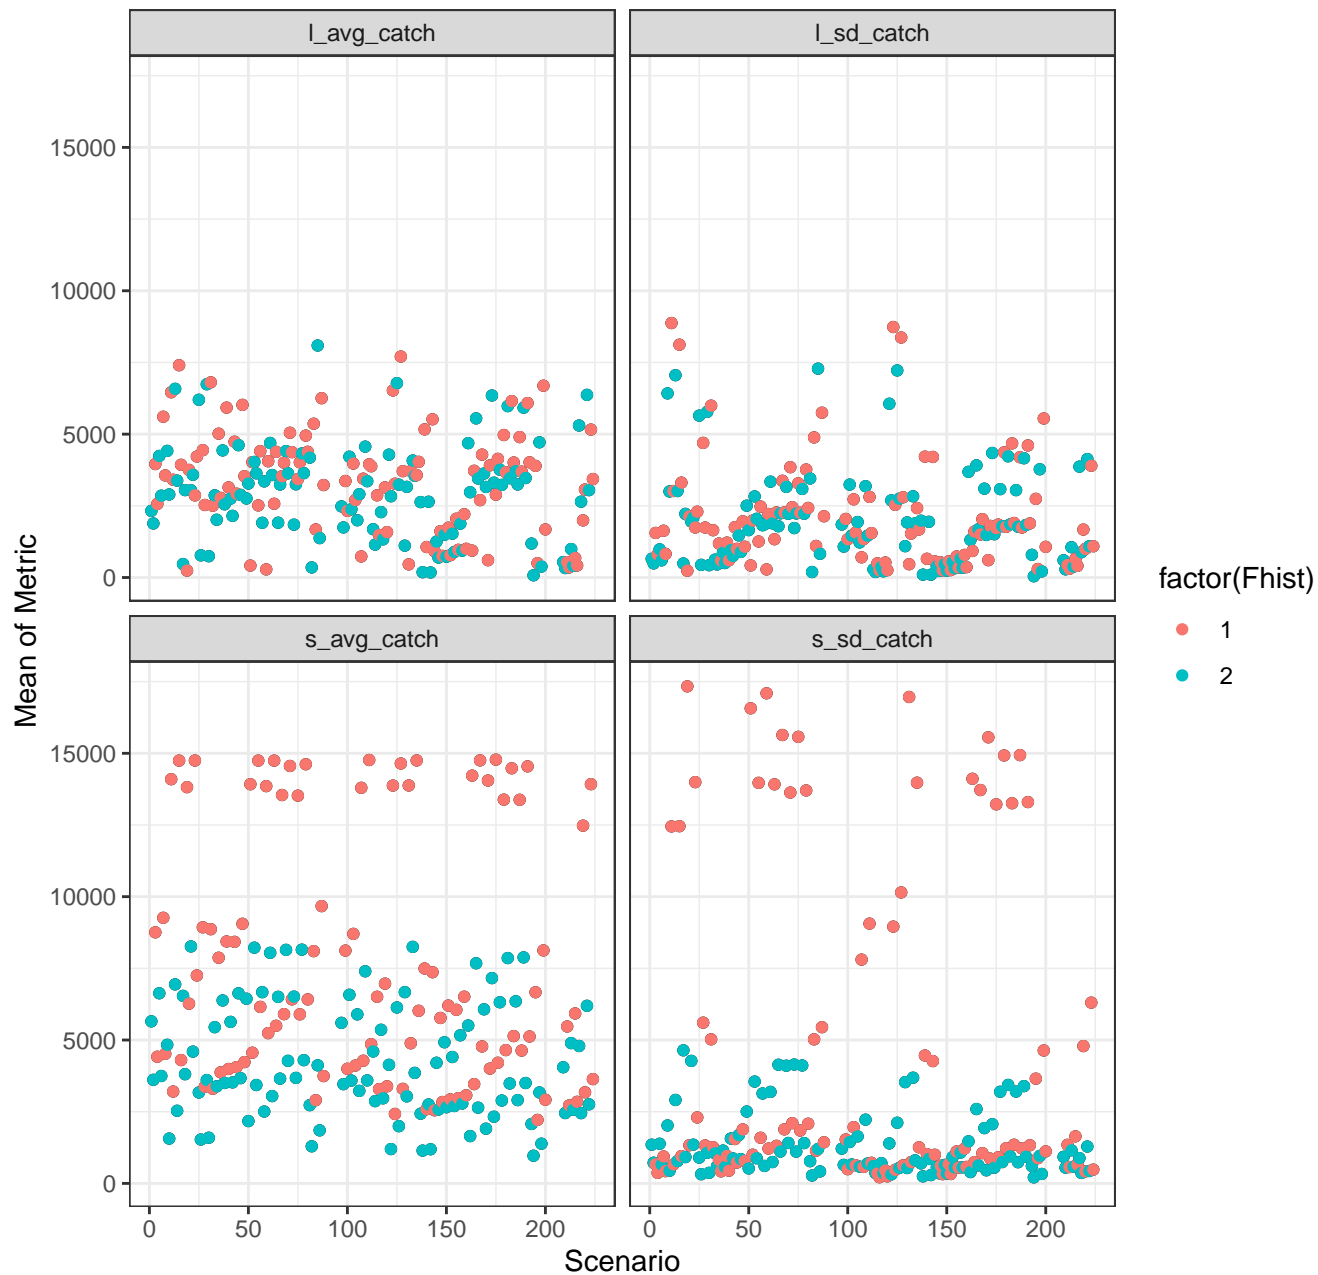 l_avg_catch
l_sd_catch
15000
10000
5000
0
s_avg_catch
s_sd_catch
15000
10000
5000
0
0 50 100 150 200
0 50 100 150 200
Scenario
Mean of Metric
factor(Fhist)
1
2